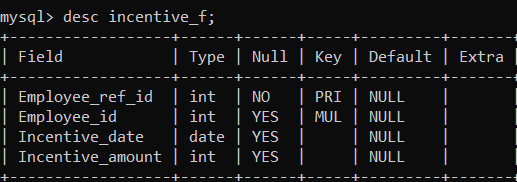 mysql> desc incentive_f;
+-----------------+------+------+-----+---------+-------+
| Field | Type | Null | Key | Default | Extra |
+-----------------+------+------+-----+---------+-------+
| Employee_ref_id | int | NO | PRI | NULL | |
| Employee_id | int | YES | MUL | NULL | |
| Incentive_date | date | YES | | NULL | |
| Incentive_amount | int | YES | | NULL | |
+-----------------+------+------+-----+---------+-------+